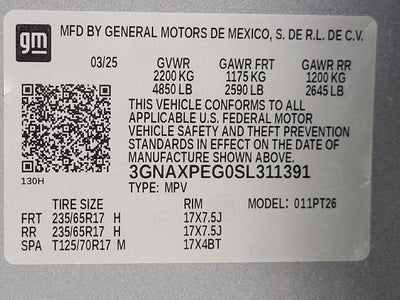 gm MFD BY GENERAL MOTORS DE MEXICO, S. DE R.L. DE C.V.
03/25 GVWR GAWR FRT GAWR RR
2200 KG 1175 KG 1200 KG
4850 LB 2590 LB 2645 LB
THIS VEHICLE CONFORMS TO ALL
APPLICABLE U.S. FEDERAL MOTOR
VEHICLE SAFETY AND THEFT PREVENTION
STANDARDS IN EFFECT ON THE DATE OF
MANUFACTURE SHOWN ABOVE.
3GNAXPEG0SL311391
130H TYPE: MPV
TIRE SIZE RIM MODEL: 011PT26
FRT 235/65R17 H 17X7.5J
RR 235/65R17 H 17X7.5J
SPA T125/70R17 M 17X4BT